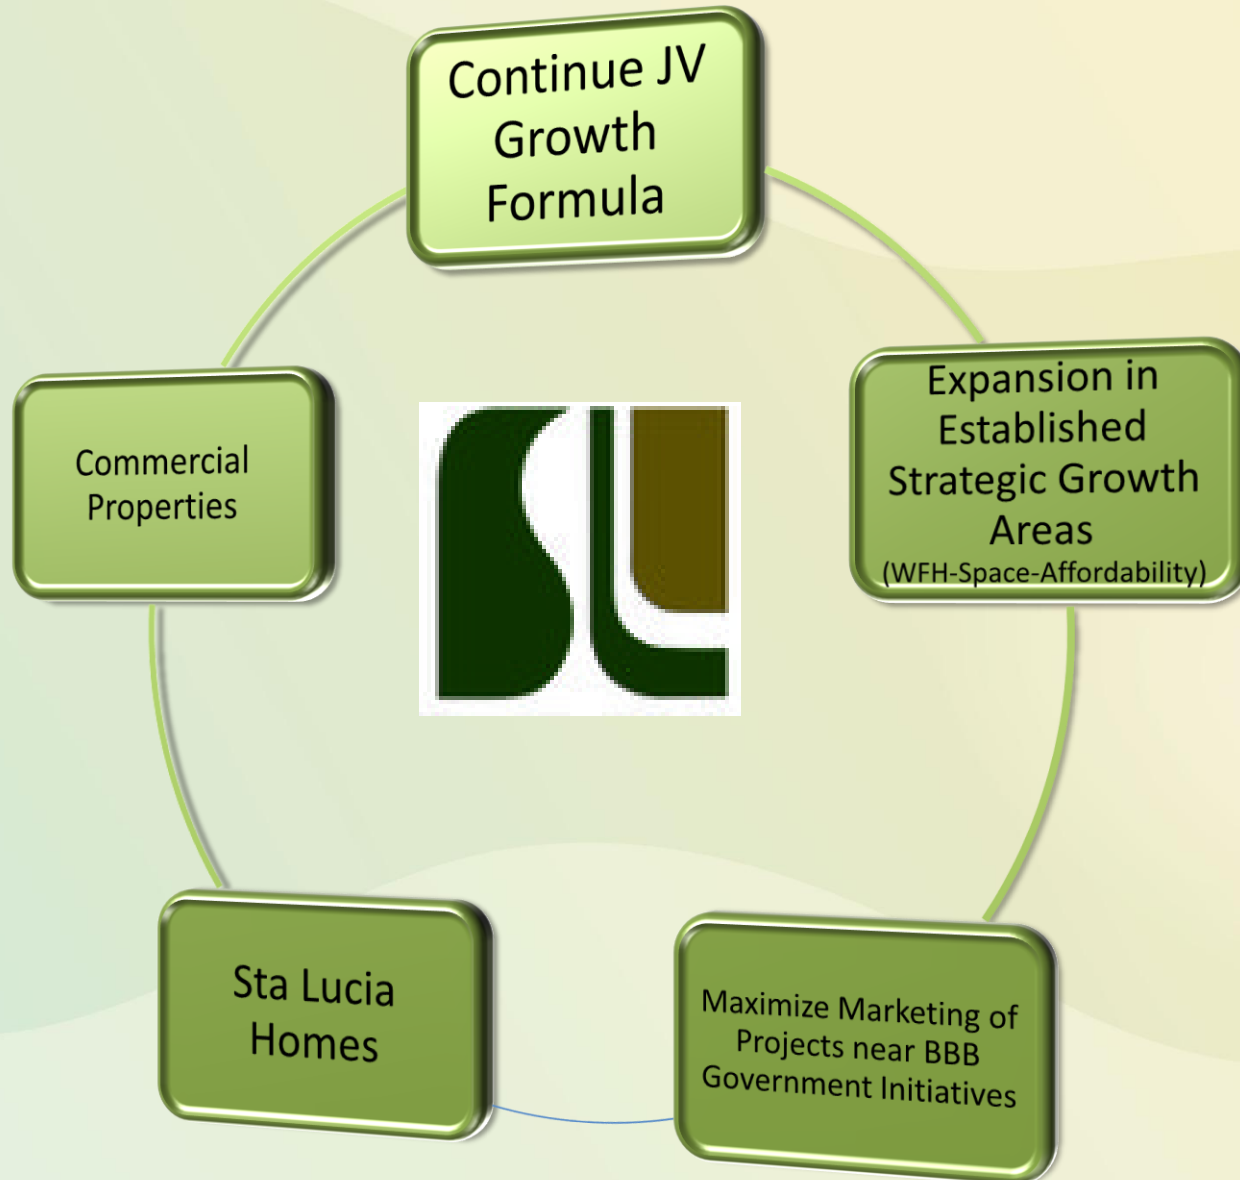 Continue JV
Growth
Formula
Expansion in
Established
Strategic Growth
Areas
(WFH-Space-Affordability)
Commercial
Properties
Sta Lucia
Homes
Maximize Marketing of
Projects near BBB
Government Initiatives